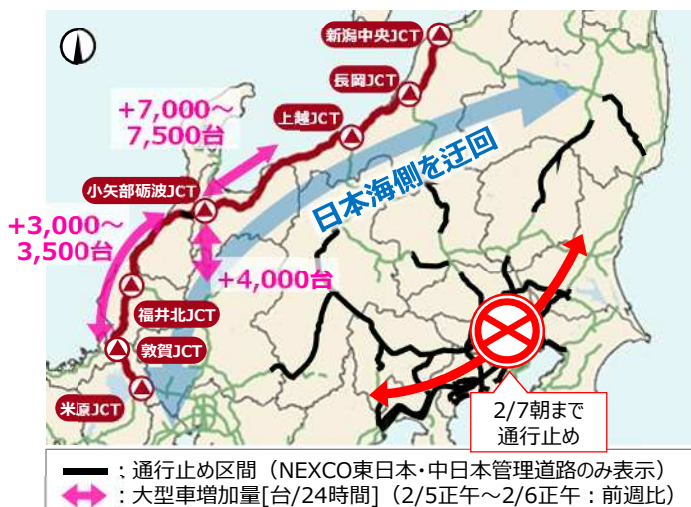 新潟中央JCT
長岡JCT
+7,000～
7,500台
上越JCT
日本海側を迂回
小矢部砺波JCT
+3,000～
3,500台
+4,000台
福井北JCT
敦賀JCT
米原JCT
2/7朝まで
通行止め
：通行止め区間（NEXCO東日本・中日本管理道路のみ表示）
：大型車増加量[台/24時間]（2/5正午～2/6正午：前週比）